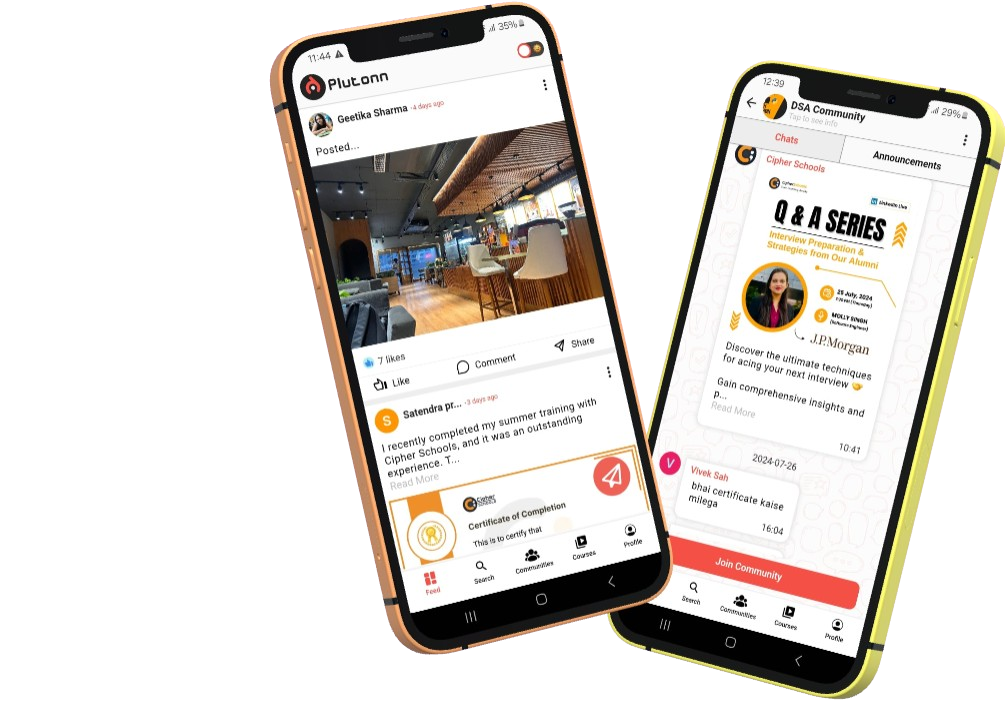 11:44
35%
Plutonn
Geetika Sharma -4 days ago
Posted...
7 likes
Like
Comment
Share
S
Satendra pr... -3 days ago
I recently completed my summer training with
Cipher Schools, and it was an outstanding
experience. T...
Read More
Cipher
Schools
Certificate of Completion
This is to certify that
Feed
Search
Communities
Courses
Profile
12:39
29%
DSA Community
Tap to see info
Chats
Announcements
Cipher Schools
LinkedIn Live
Q & A SERIES
Interview Preparation &
Strategies from Our Alumni
25 July, 2024
MOLLY SINGH
(Software Engineer)
J.P.Morgan
Discover the ultimate techniques
for acing your next interview 🤝
Gain comprehensive insights and
p...
Read More
10:41
2024-07-26
V
Vivek Sah
bhai certificate kaise
milega
16:04
Join Community
Search
Communities
Courses
Profile